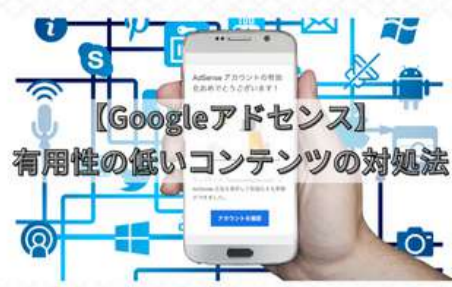 AdSense アカウントの有効
化おめでとうございます！
【Googleアドセンス】
有用性の低いコンテンツの対処法
アカウントを確認